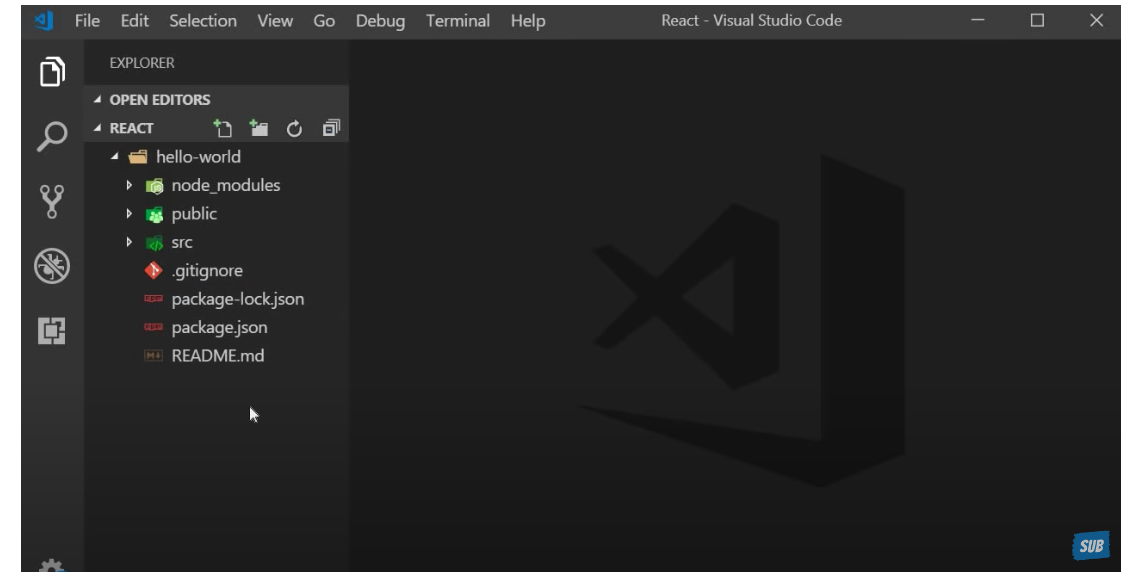 File Edit Selection View Go Debug Terminal Help React - Visual Studio Code
EXPLORER
OPEN EDITORS
REACT
hello-world
node_modules
public
src
.gitignore
package-lock.json
package.json
README.md
SUB